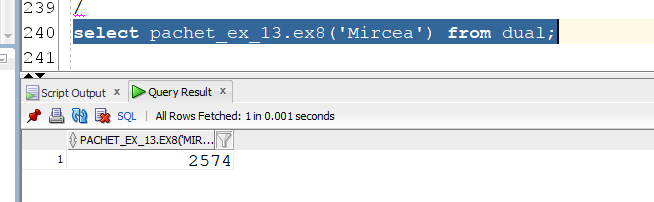 239 /
240 select pachet_ex_13.ex8('Mircea') from dual;
241
Script Output x Query Result x
SQL All Rows Fetched: 1 in 0.001 seconds
PACHET_EX_13.EX8('MIR...
1 2574